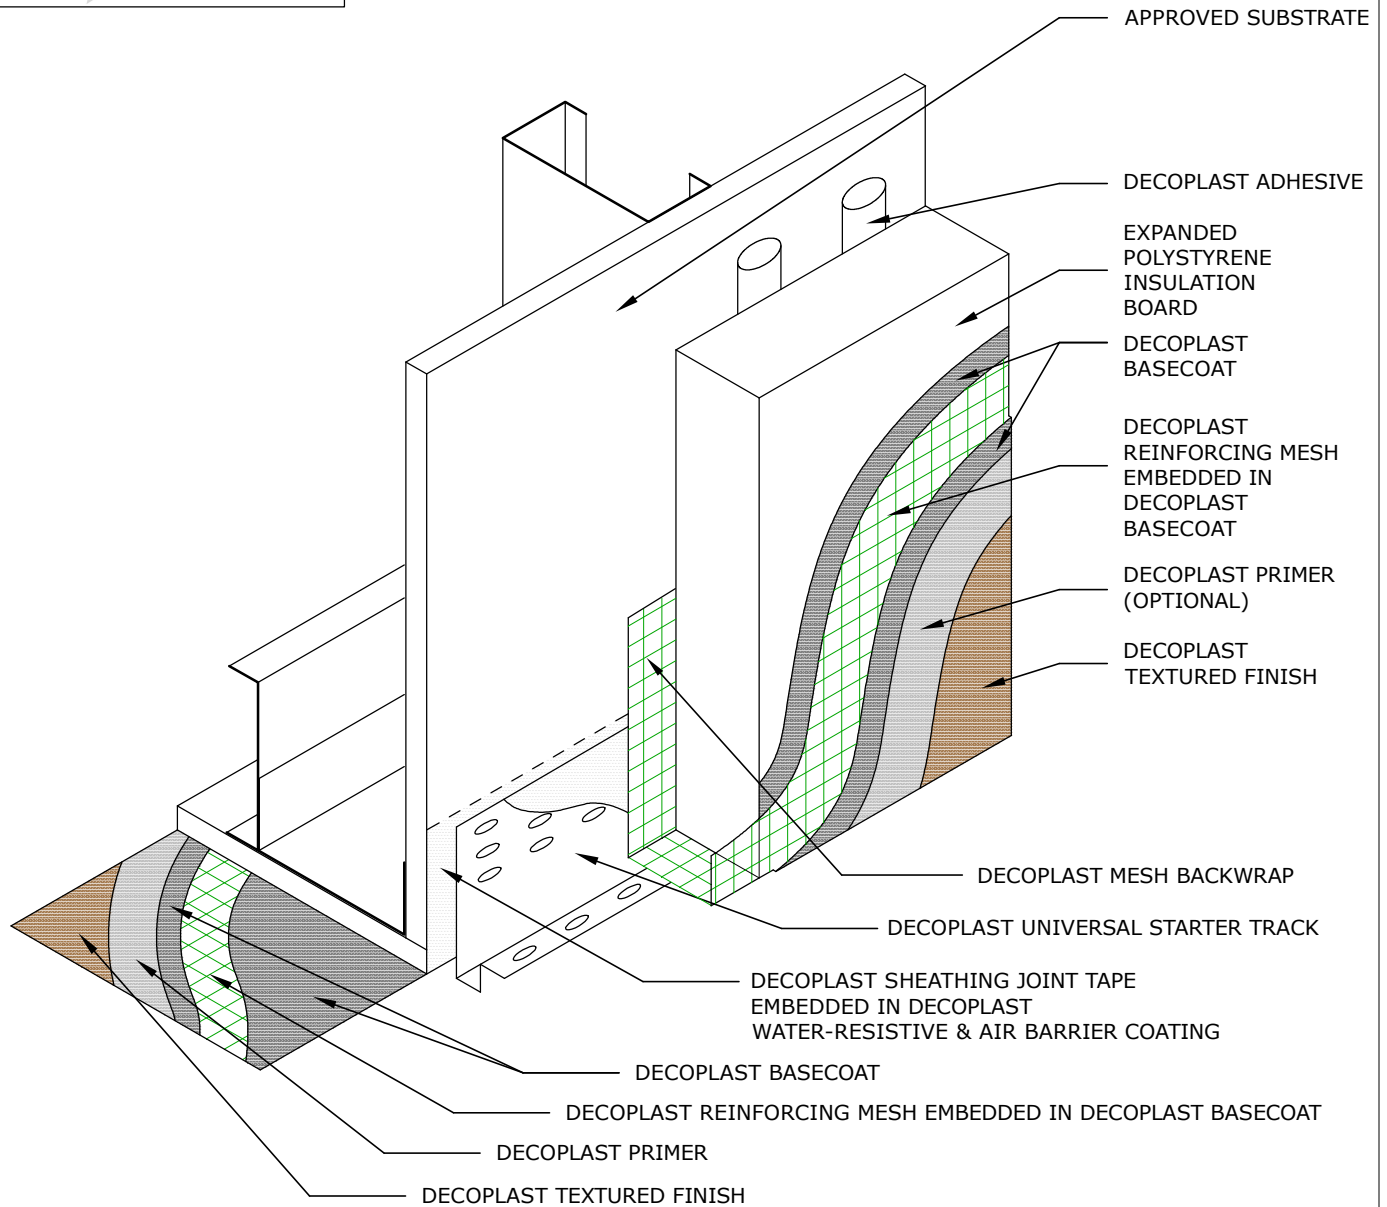 APPROVED SUBSTRATE
DECOPLAST ADHESIVE
EXPANDED
POLYSTYRENE
INSULATION
BOARD
DECOPLAST
BASECOAT
DECOPLAST
REINFORCING MESH
EMBEDDED IN
DECOPLAST
BASECOAT
DECOPLAST PRIMER
(OPTIONAL)
DECOPLAST
TEXTURED FINISH
DECOPLAST MESH BACKWRAP
DECOPLAST UNIVERSAL STARTER TRACK
DECOPLAST SHEATHING JOINT TAPE
EMBEDDED IN DECOPLAST
WATER-RESISTIVE & AIR BARRIER COATING
DECOPLAST BASECOAT
DECOPLAST REINFORCING MESH EMBEDDED IN DECOPLAST BASECOAT
DECOPLAST PRIMER
DECOPLAST TEXTURED FINISH